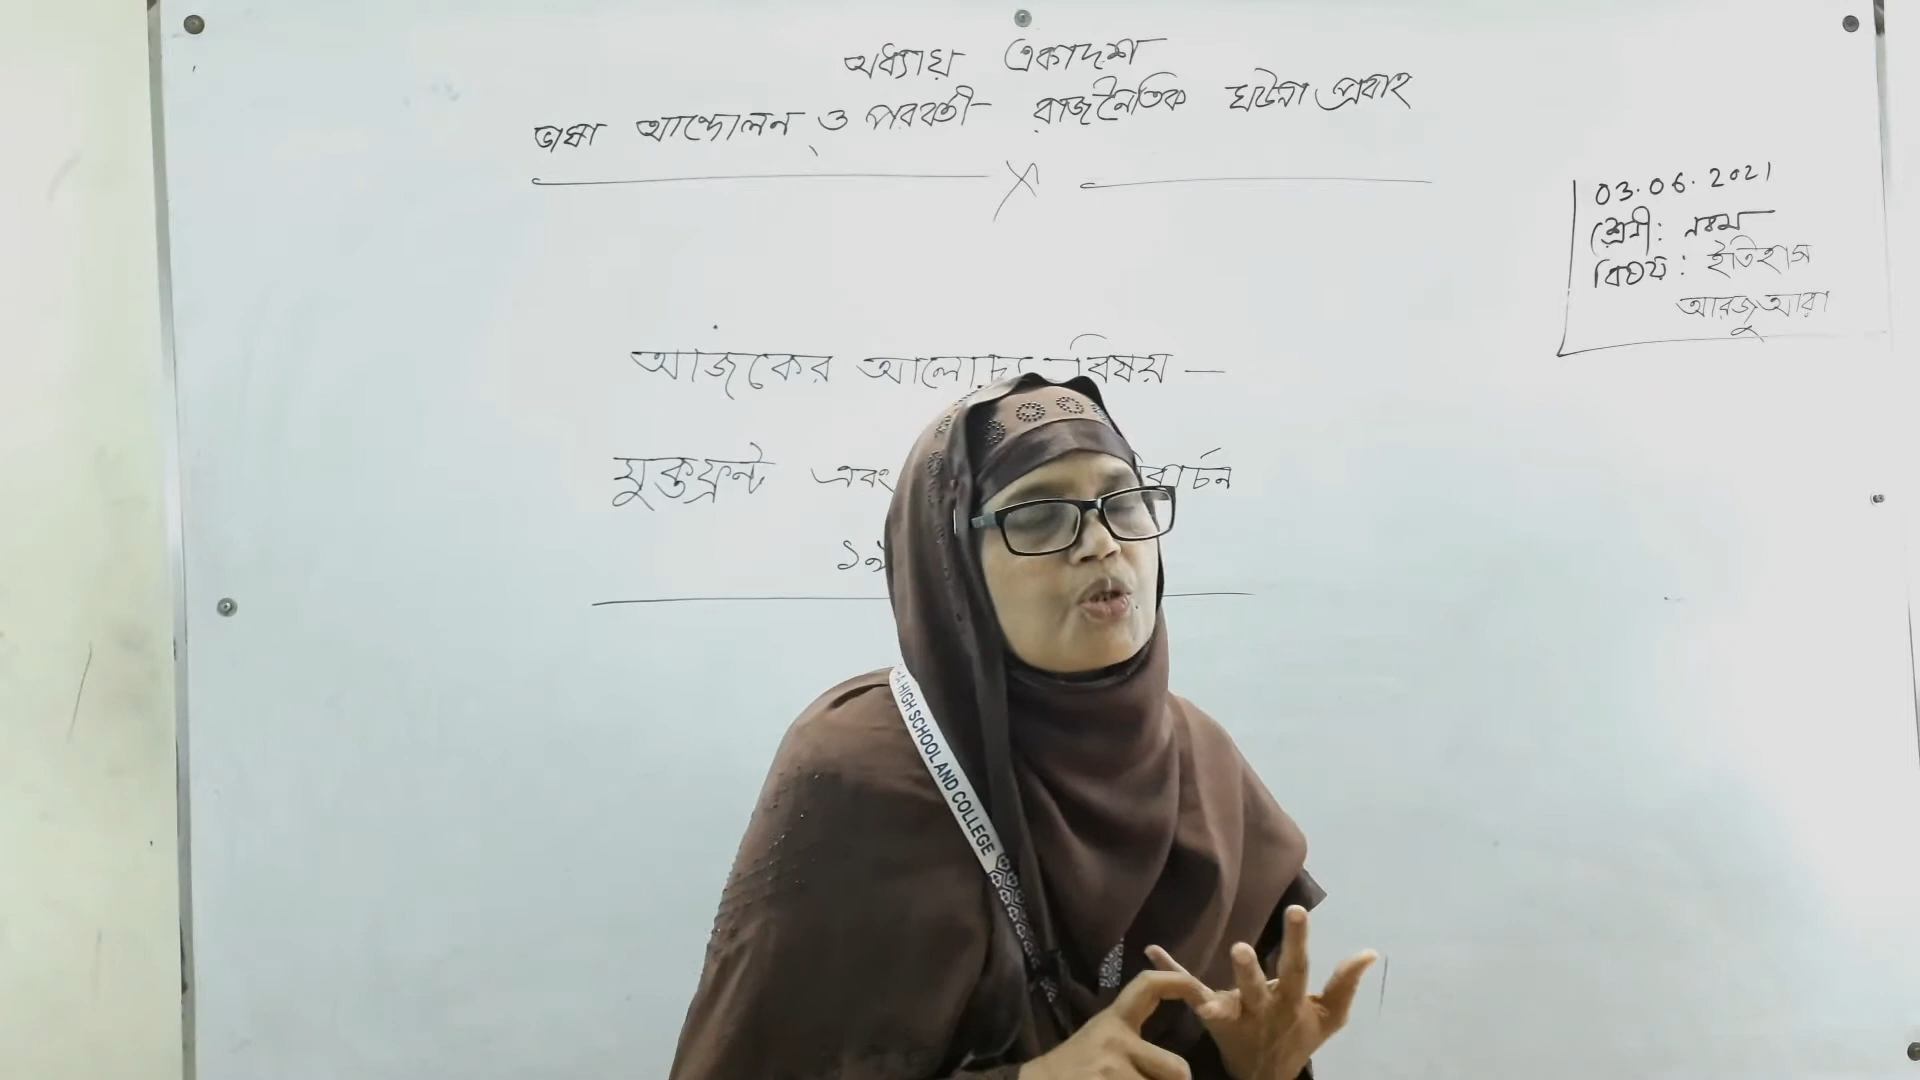 অধ্যায় একাদশ
ভাষা আন্দোলন ও পরবর্তী রাজনৈতিক ঘটনা প্রবাহ
03.06.2021
শ্রেণী: নবম
বিষয়: ইতিহাস
আরজু আরা
আজকের আলোচ্য বিষয় —
যুক্তফ্রন্ট এবং
HIGH SCHOOL AND COLLEGE